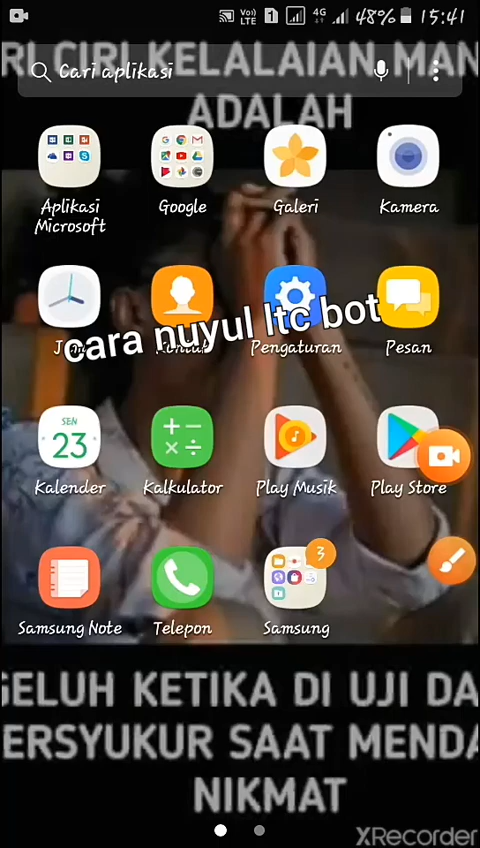 Vo))
LTE
1
4G
48%
15:41
RI CIRI KELALAIAN MAN
ADALAH
Cari aplikasi
Aplikasi
Microsoft
Google
Galeri
Kamera
cara nuyul ltc bot
Pengaturan
Pesan
SEN
23
Kalender
Kalkulator
Play Musik
Play Store
3
Samsung Note
Telepon
Samsung
GELUH KETIKA DI UJI DA
ERSYUKUR SAAT MENDA
NIKMAT
XRecorder